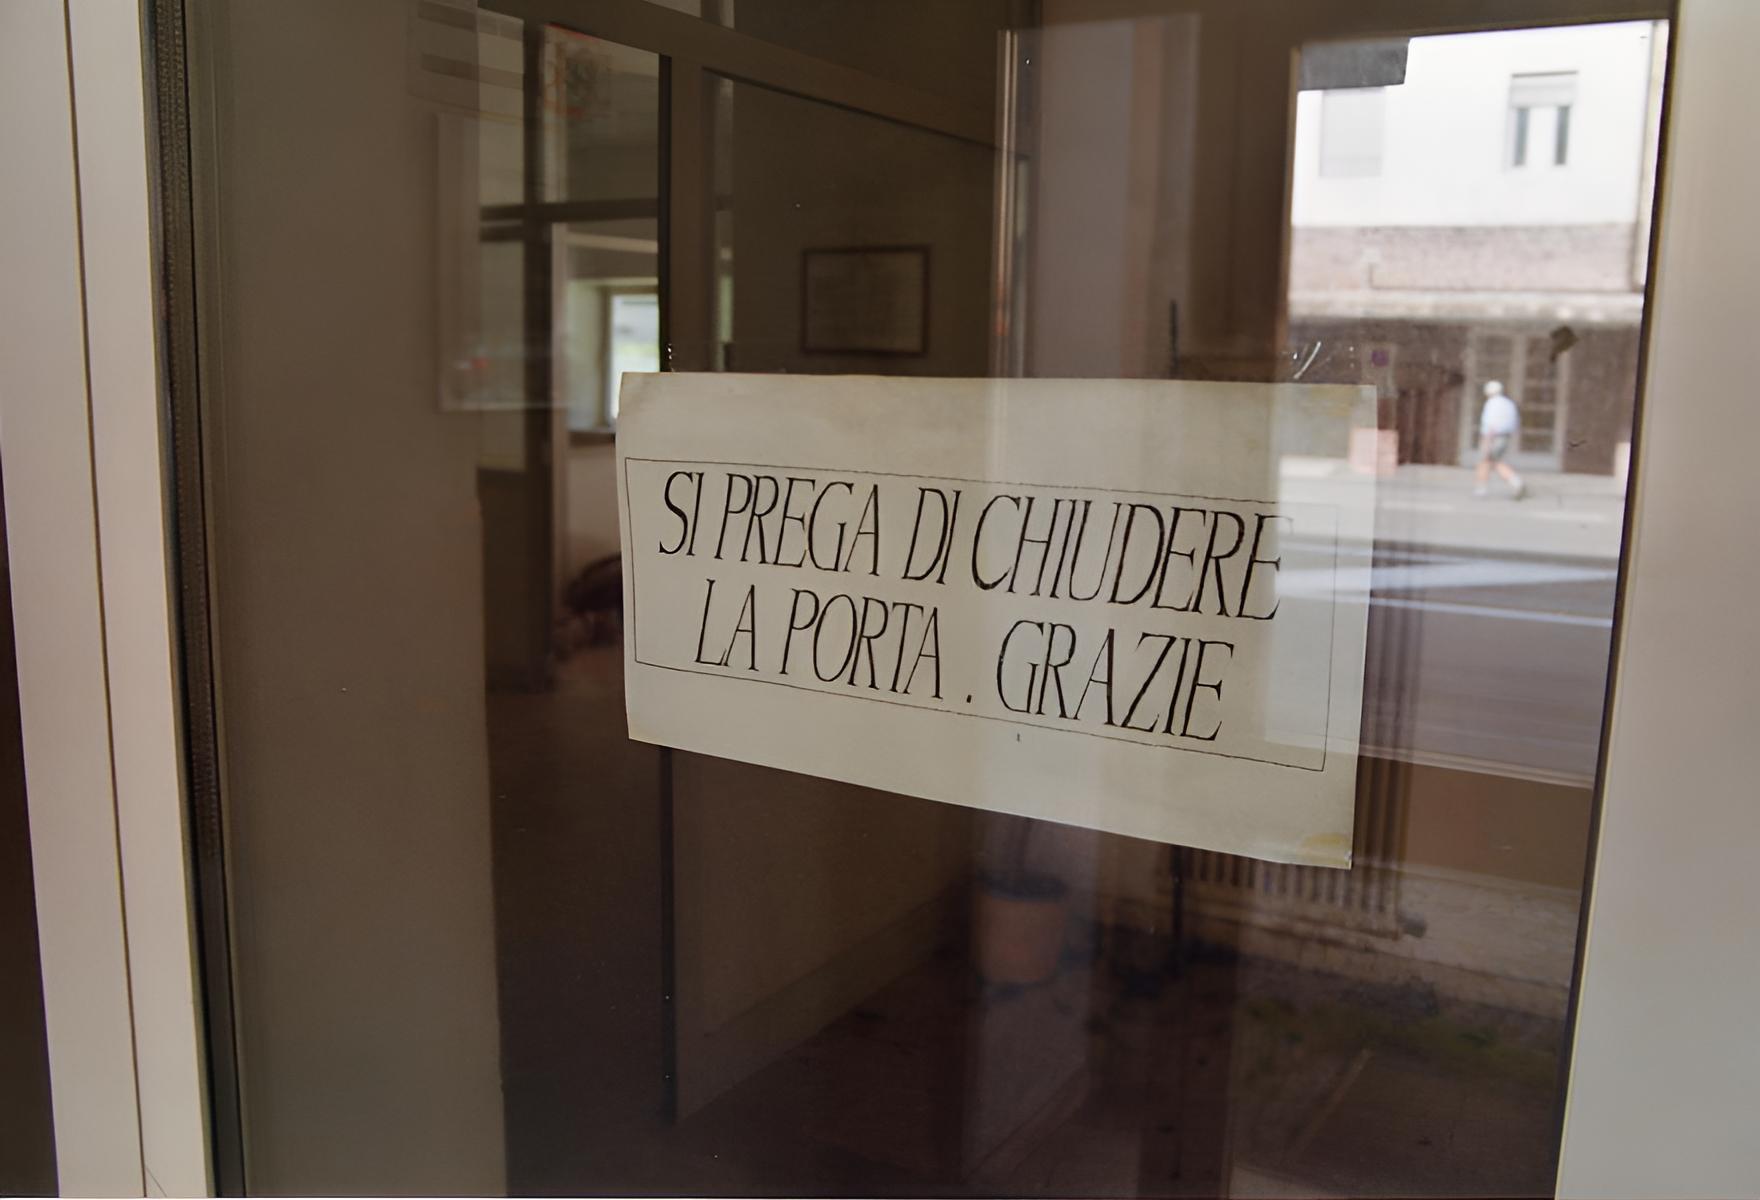 SI PREGA DI CHIUDERE
LA PORTA . GRAZIE